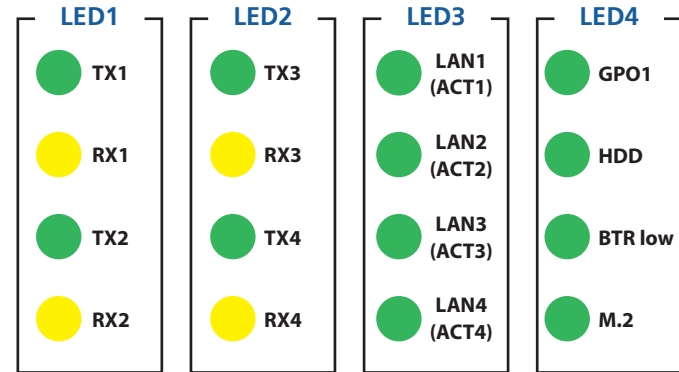 LED1
TX1
RX1
TX2
RX2
LED2
TX3
RX3
TX4
RX4
LED3
LAN1
(ACT1)
LAN2
(ACT2)
LAN3
(ACT3)
LAN4
(ACT4)
LED4
GPO1
HDD
BTR low
M.2